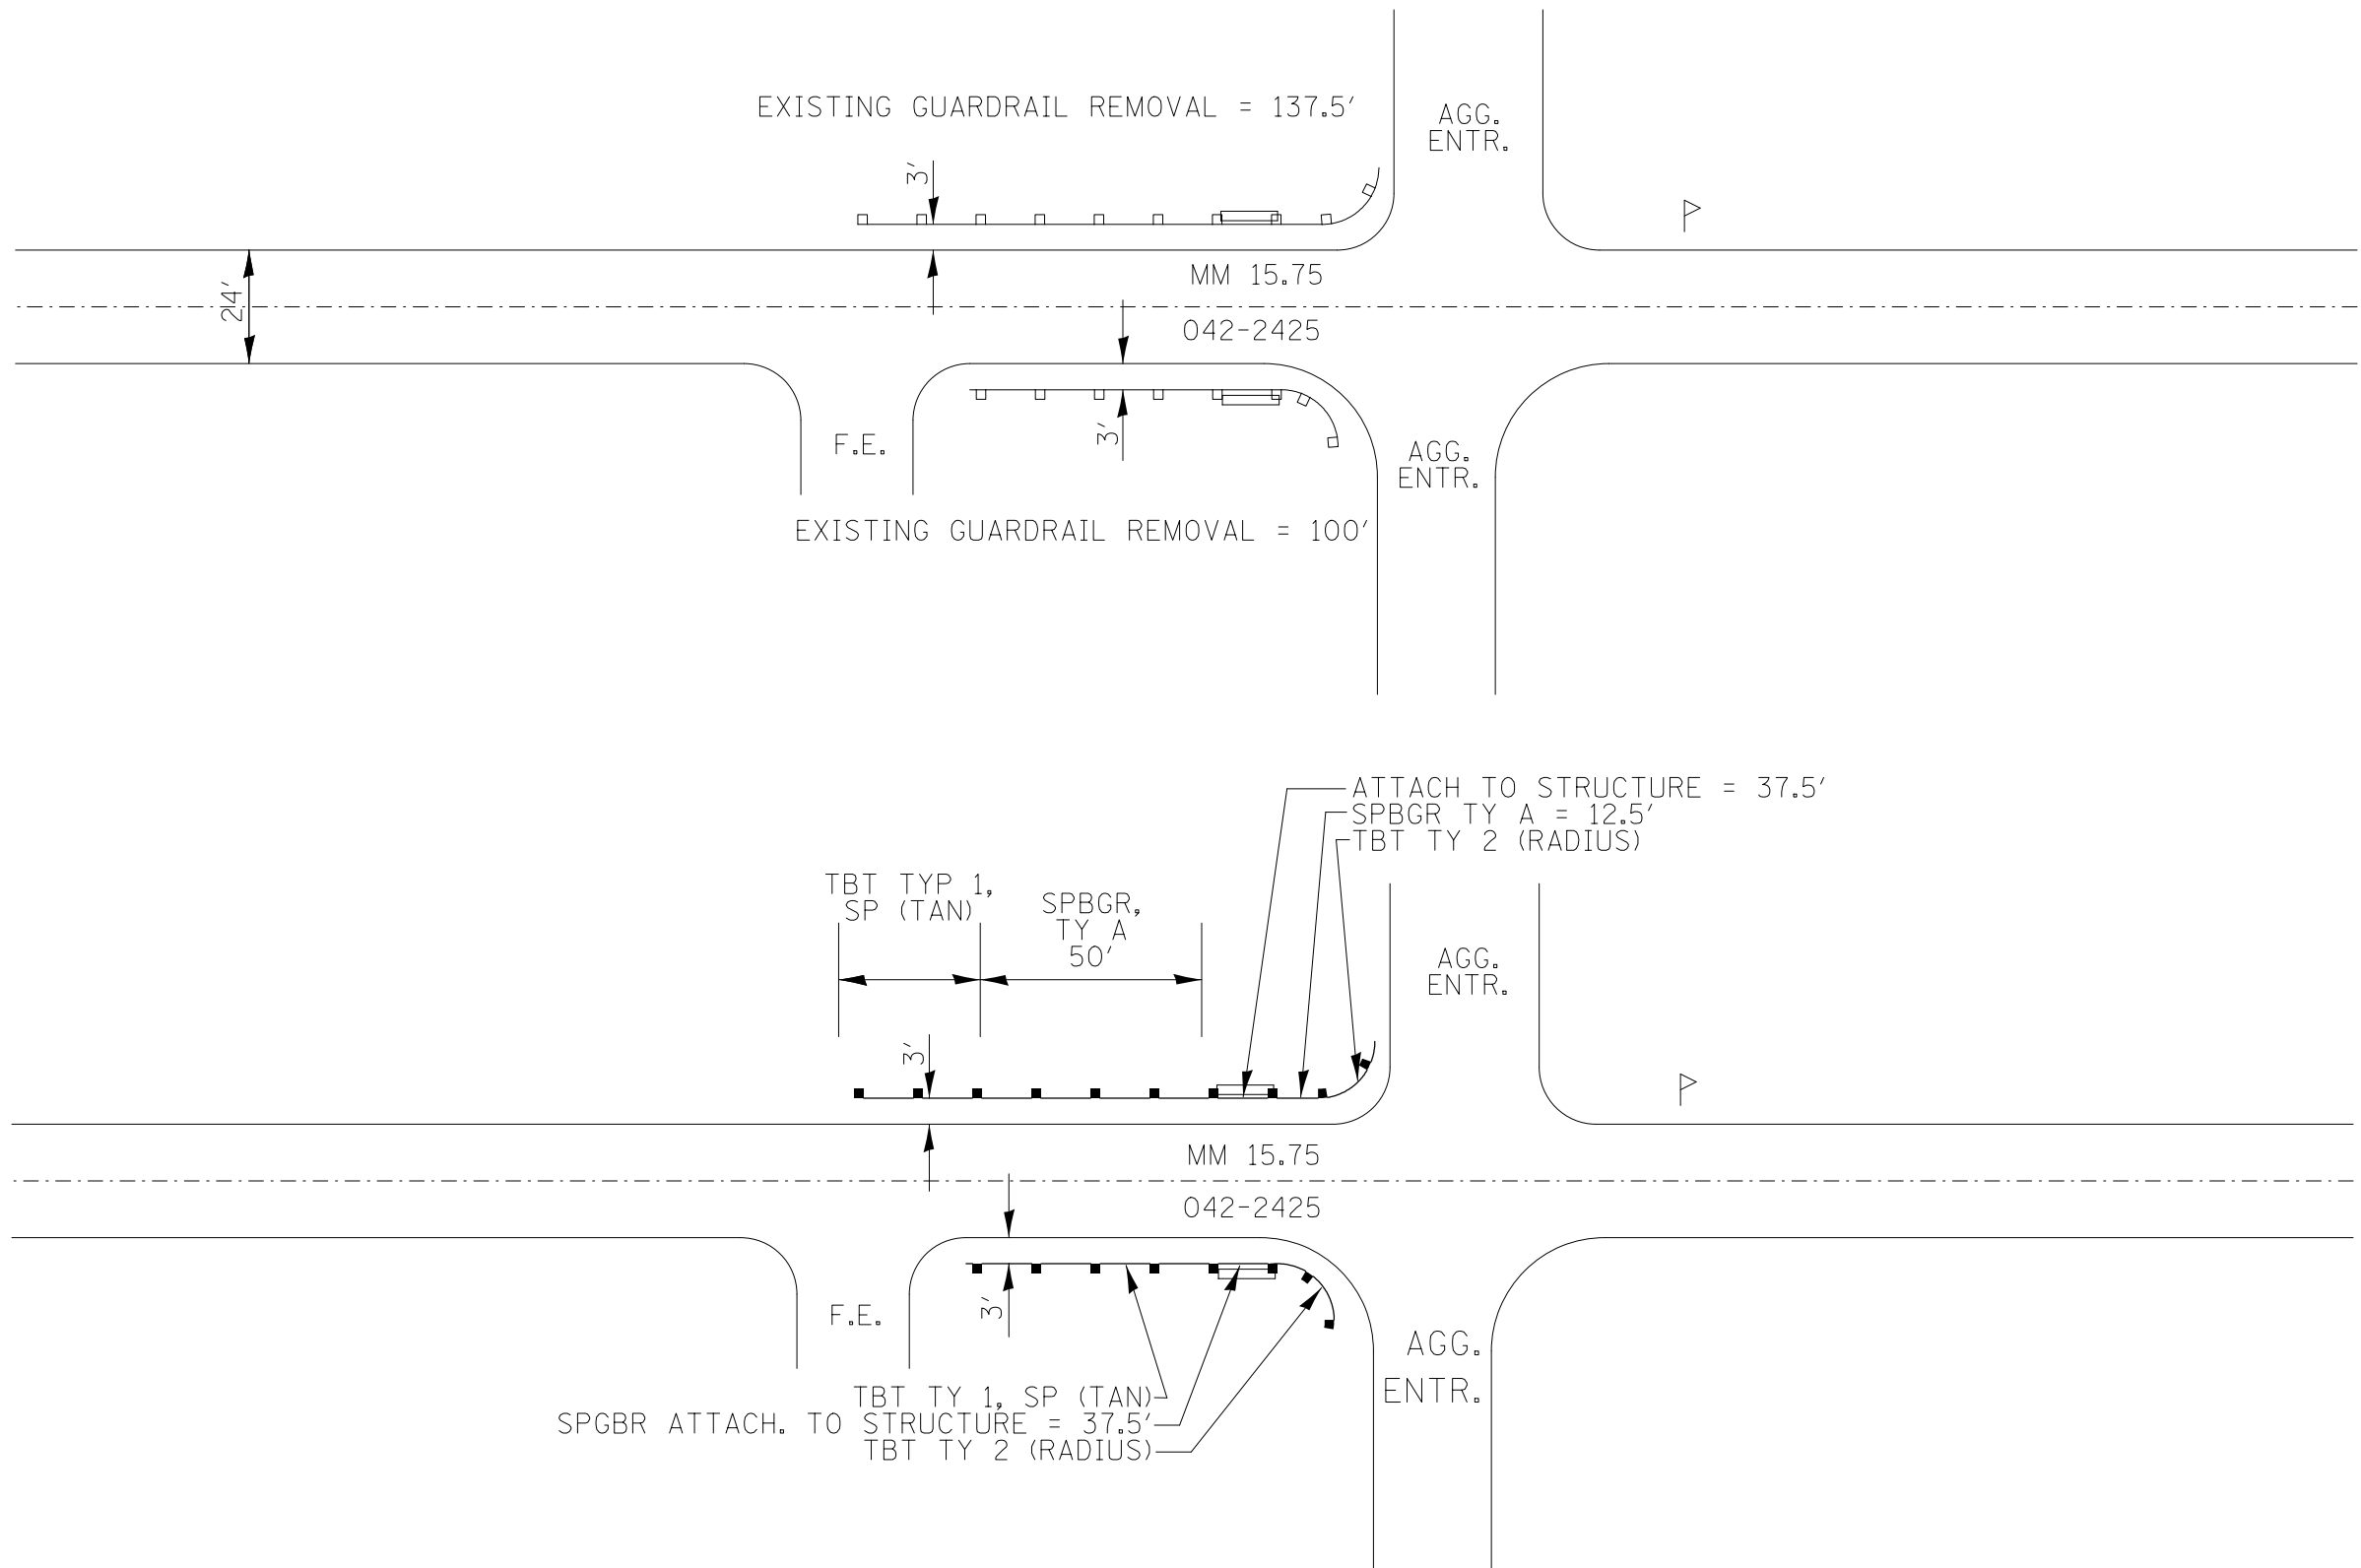 EXISTING GUARDRAIL REMOVAL = 137.5'
AGG.
ENTR.
3'
MM 15.75
24'
042-2425
F.E.
3'
AGG.
ENTR.
EXISTING GUARDRAIL REMOVAL = 100'
ATTACH TO STRUCTURE = 37.5'
SPBGR TY A = 12.5'
TBT TY 2 (RADIUS)
TBT TYP 1,
SP (TAN)
SPBGR,
TY A
50'
AGG.
ENTR.
3'
MM 15.75
042-2425
3'
F.E.
AGG.
ENTR.
TBT TY 1, SP (TAN)
SPGBR ATTACH. TO STRUCTURE = 37.5'
TBT TY 2 (RADIUS)